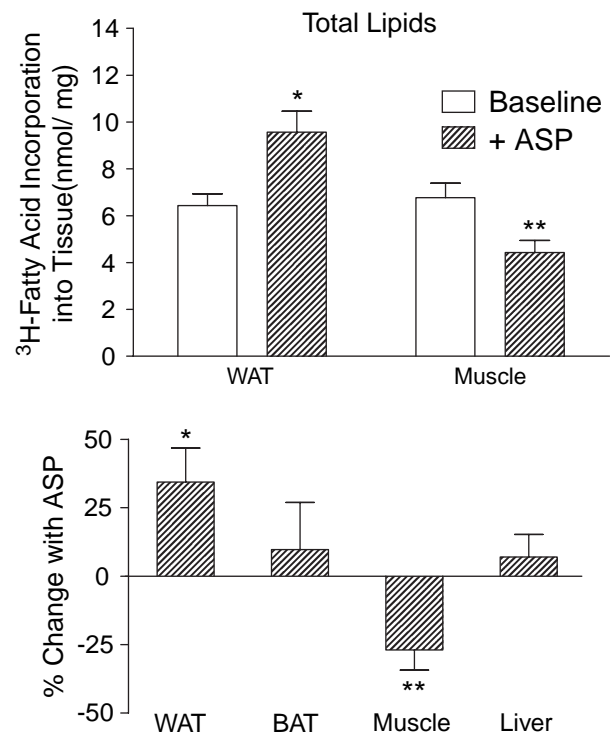 Total Lipids
³H-Fatty Acid Incorporation
into Tissue(nmol/ mg)
14
12
10
8
6
4
2
0
*
**
Baseline
+ ASP
WAT Muscle
% Change with ASP
50
25
0
-25
-50
*
**
WAT BAT Muscle Liver